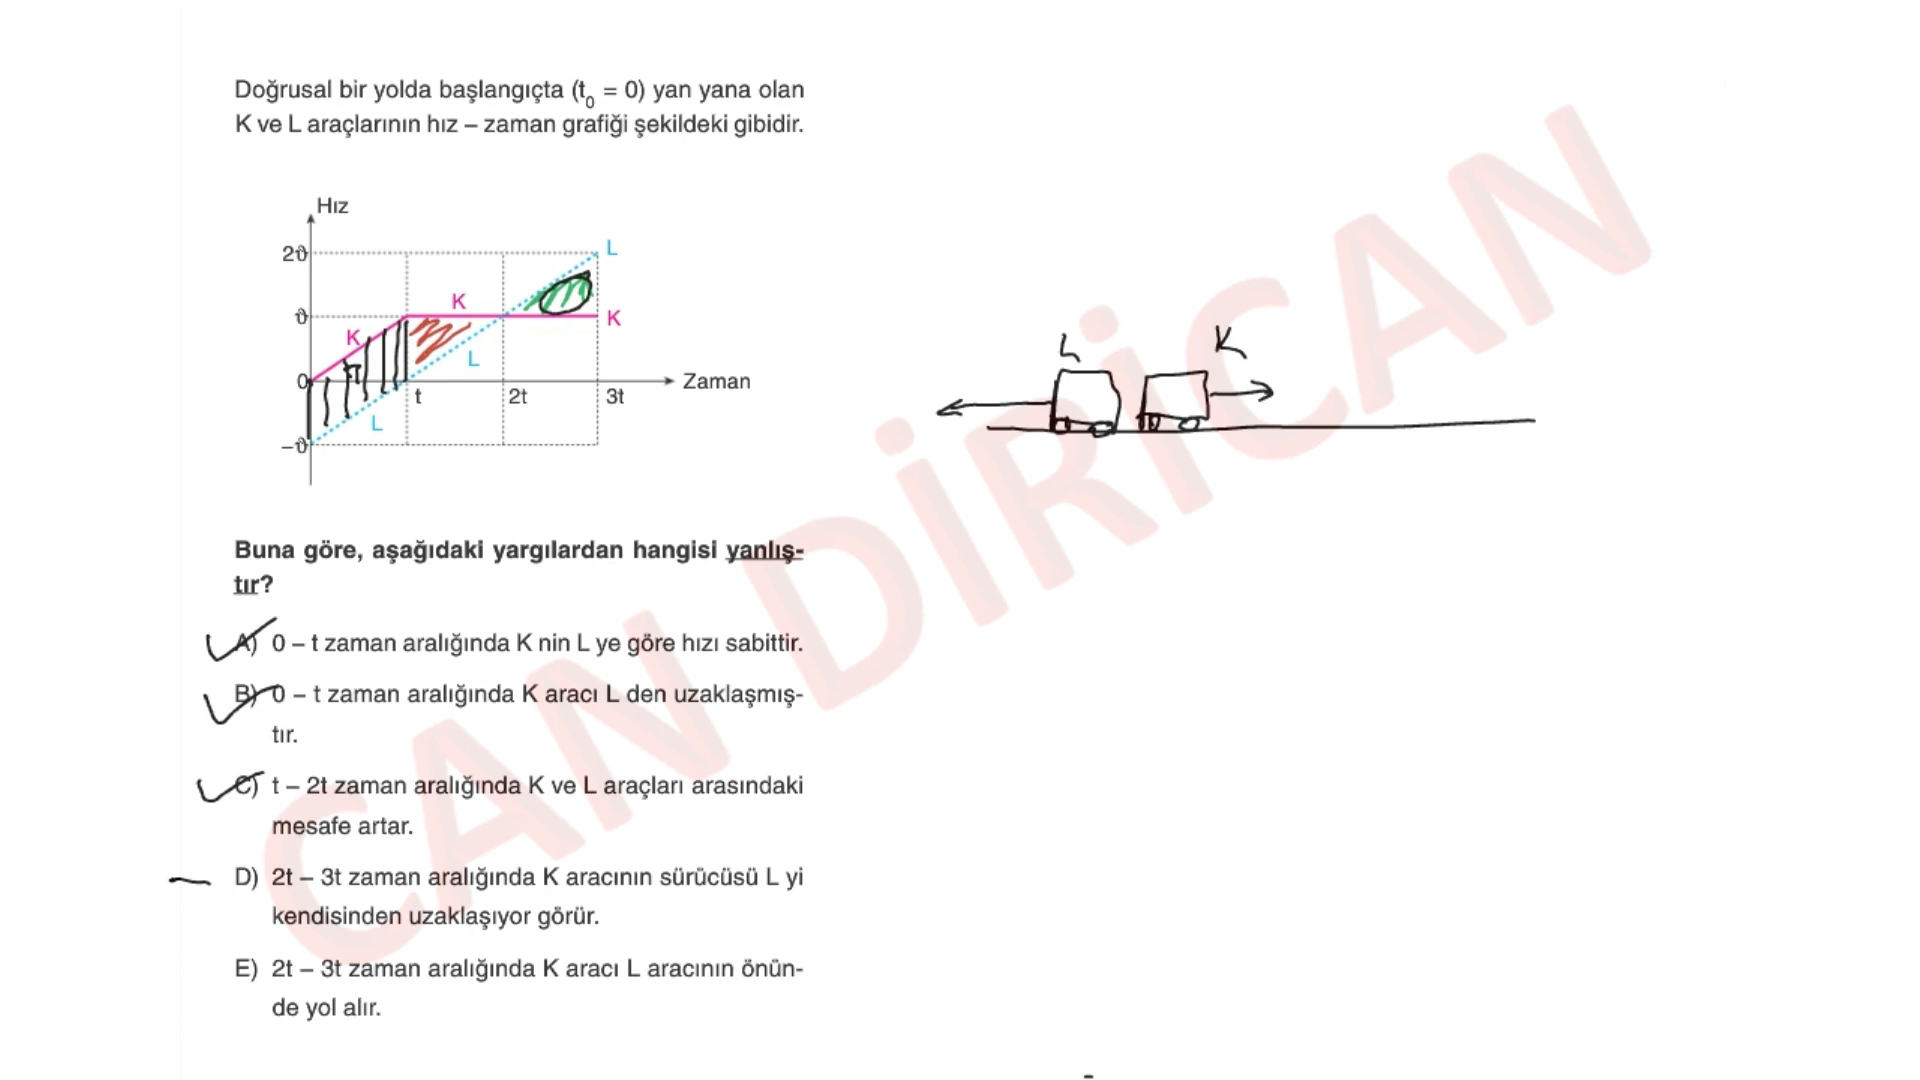 Doğrusal bir yolda başlangıçta (t₀ = 0) yan yana olan
K ve L araçlarının hız – zaman grafiği şekildeki gibidir.
Hız
2ϑ
L
K
ϑ
K
K
L
0
Zaman
t
2t
3t
L
–ϑ
L
K
Buna göre, aşağıdaki yargılardan hangisi yanlış-
tır?
A) 0 – t zaman aralığında K nin L ye göre hızı sabittir.
B) 0 – t zaman aralığında K aracı L den uzaklaşmış-
tır.
C) t – 2t zaman aralığında K ve L araçları arasındaki
mesafe artar.
D) 2t – 3t zaman aralığında K aracının sürücüsü L yi
kendisinden uzaklaşıyor görür.
E) 2t – 3t zaman aralığında K aracı L aracının önün-
de yol alır.
CAN DİRİCAN